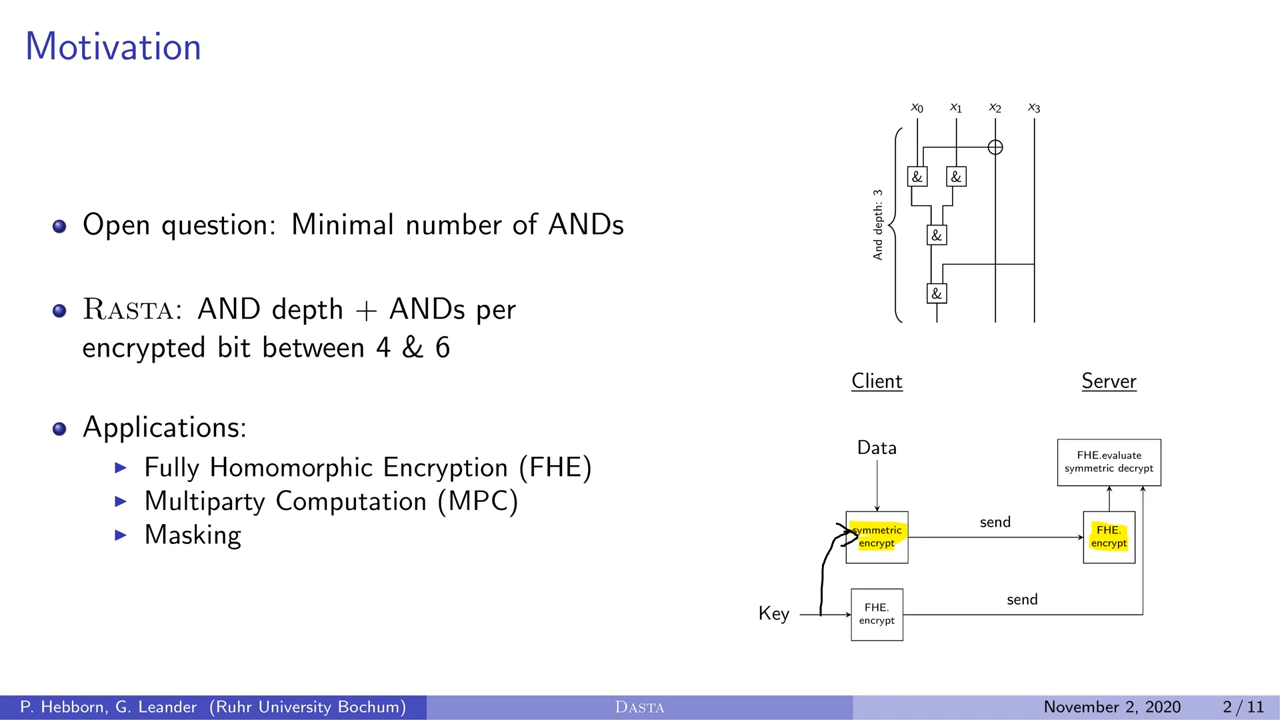 Motivation
Open question: Minimal number of ANDs
RASTA: AND depth + ANDs per
encrypted bit between 4 & 6
Applications:
Fully Homomorphic Encryption (FHE)
Multiparty Computation (MPC)
Masking
x0 x1 x2 x3
& &
&
&
And depth: 3
Client Server
Data
FHE.evaluate
symmetric decrypt
symmetric
encrypt
send
FHE.
encrypt
Key
FHE.
encrypt
send
P. Hebborn, G. Leander (Ruhr University Bochum) DASTA November 2, 2020 2 / 11